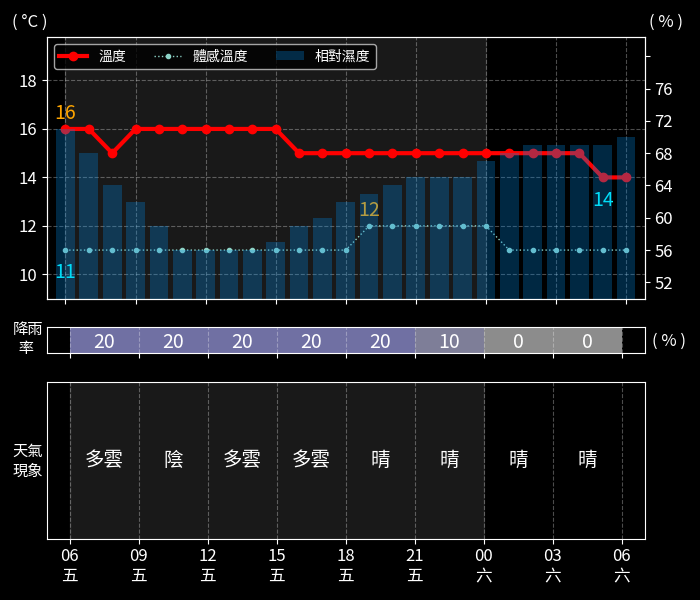 ( °C )
( % )
溫度
體感溫度
相對濕度
18
16
14
12
10
76
72
68
64
60
56
52
16
12
14
11
降雨率
20 20 20 20 20 10 0 0
( % )
天氣
現象
多雲 陰 多雲 多雲 晴 晴 晴 晴
06 09 12 15 18 21 00 03 06
五 五 五 五 五 五 六 六 六